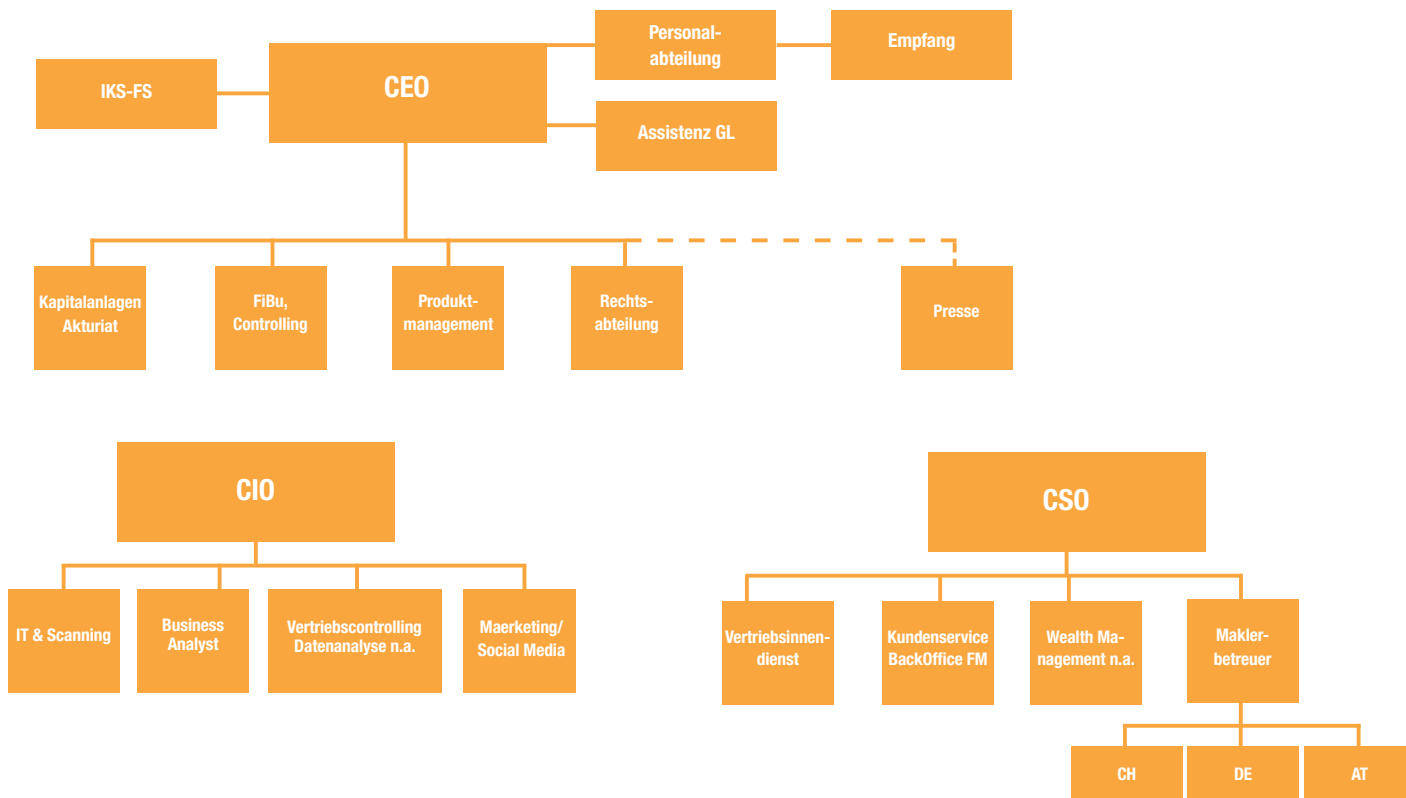 Personal-
abteilung
Empfang
IKS-FS
CEO
Assistenz GL
Kapitalanlagen
Akturiat
FiBu,
Controlling
Produkt-
management
Rechts-
abteilung
Presse
CIO
IT & Scanning
Business
Analyst
Vertriebscontrolling
Datenanalyse n.a.
Maerketing/
Social Media
CSO
Vertriebsinnen-
dienst
Kundenservice
BackOffice FM
Wealth Ma-
nagement n.a.
Makler-
betreuer
CH
DE
AT